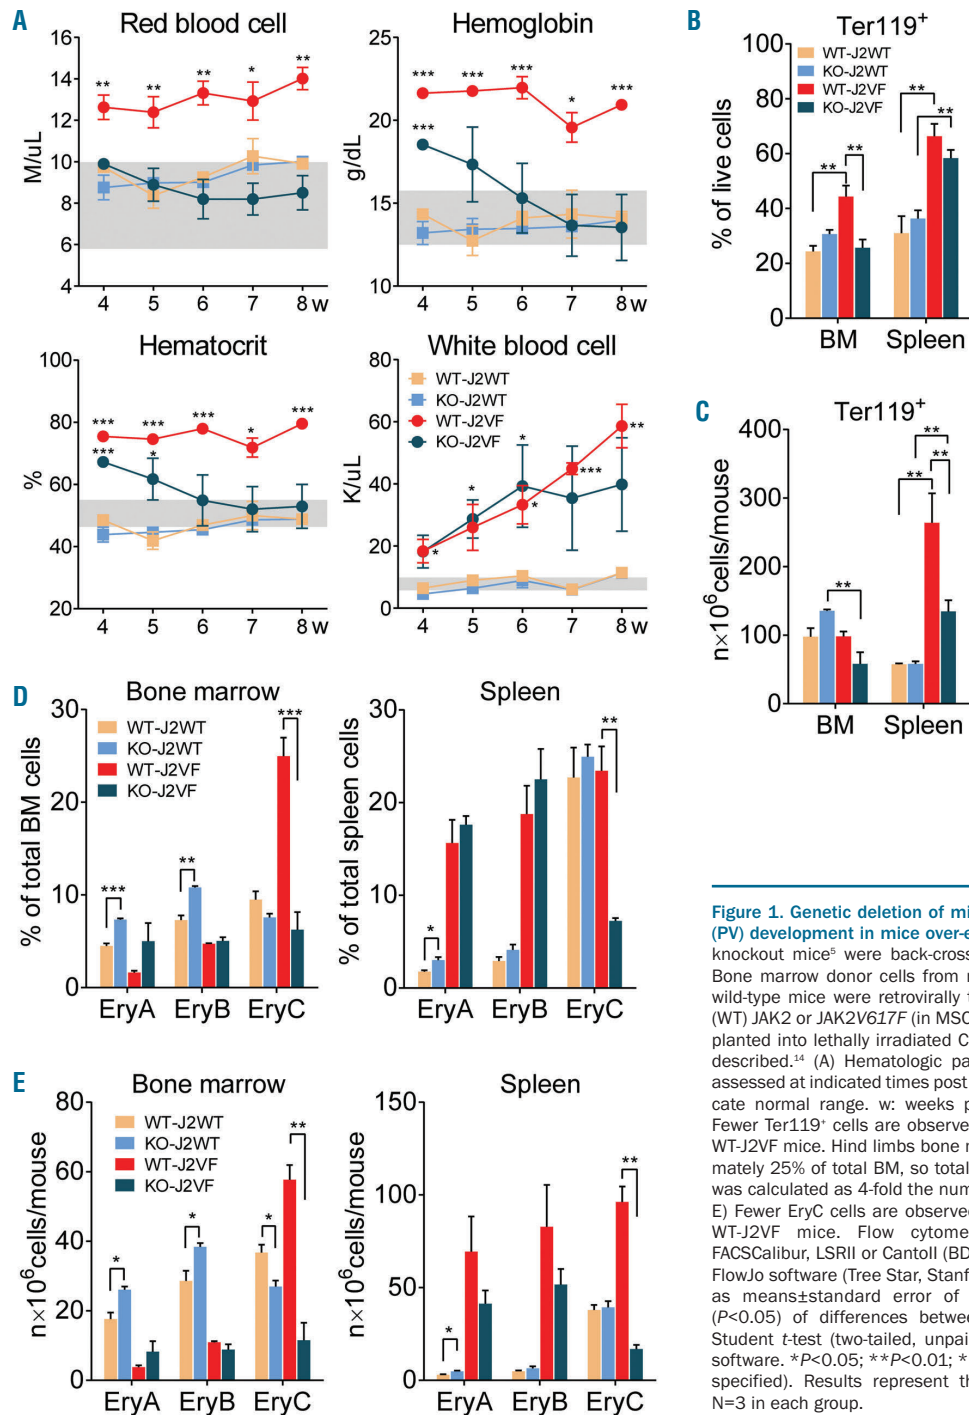 A
Red blood cell
M/uL
16
14
12
10
8
6
4
** ** ** * **
4 5 6 7 8 w
Hemoglobin
g/dL
25
20
15
10
*** *** *** * ***
***
4 5 6 7 8 w
Hematocrit
%
100
80
60
40
20
*** *** *** * ***
*** *
4 5 6 7 8 w
White blood cell
K/uL
80
60
40
20
0
WT-J2WT
KO-J2WT
WT-J2VF
KO-J2VF
* * * * *** **
4 5 6 7 8 w
B
Ter119+
% of live cells
100
80
60
40
20
0
WT-J2WT
KO-J2WT
WT-J2VF
KO-J2VF
** ** ** **
BM Spleen
C
Ter119+
n×10⁶cells/mouse
400
300
200
100
0
** ** ** **
BM Spleen
D
Bone marrow
% of total BM cells
30
20
10
0
WT-J2WT
KO-J2WT
WT-J2VF
KO-J2VF
*** ** ***
EryA EryB EryC
Spleen
% of total spleen cells
30
20
10
0
* **
EryA EryB EryC
E
Bone marrow
n×10⁶cells/mouse
80
60
40
20
0
WT-J2WT
KO-J2WT
WT-J2VF
KO-J2VF
* * * **
EryA EryB EryC
Spleen
150
100
50
0
* **
EryA EryB EryC
Figure 1. Genetic deletion of mi
(PV) development in mice over-e
knockout mice⁵ were back-cross
Bone marrow donor cells from r
wild-type mice were retrovirally t
(WT) JAK2 or JAK2V617F (in MSC
planted into lethally irradiated C
described.¹⁴ (A) Hematologic pa
assessed at indicated times post
cate normal range. w: weeks p
Fewer Ter119⁺ cells are observe
WT-J2VF mice. Hind limbs bone n
mately 25% of total BM, so total
was calculated as 4-fold the num
E) Fewer EryC cells are observe
WT-J2VF mice. Flow cytome
FACSCalibur, LSRII or CantoII (BD
FlowJo software (Tree Star, Stanf
as means±standard error of
(P<0.05) of differences between
Student t-test (two-tailed, unpair
software. *P<0.05; **P<0.01; *
specified). Results represent th
N=3 in each group.